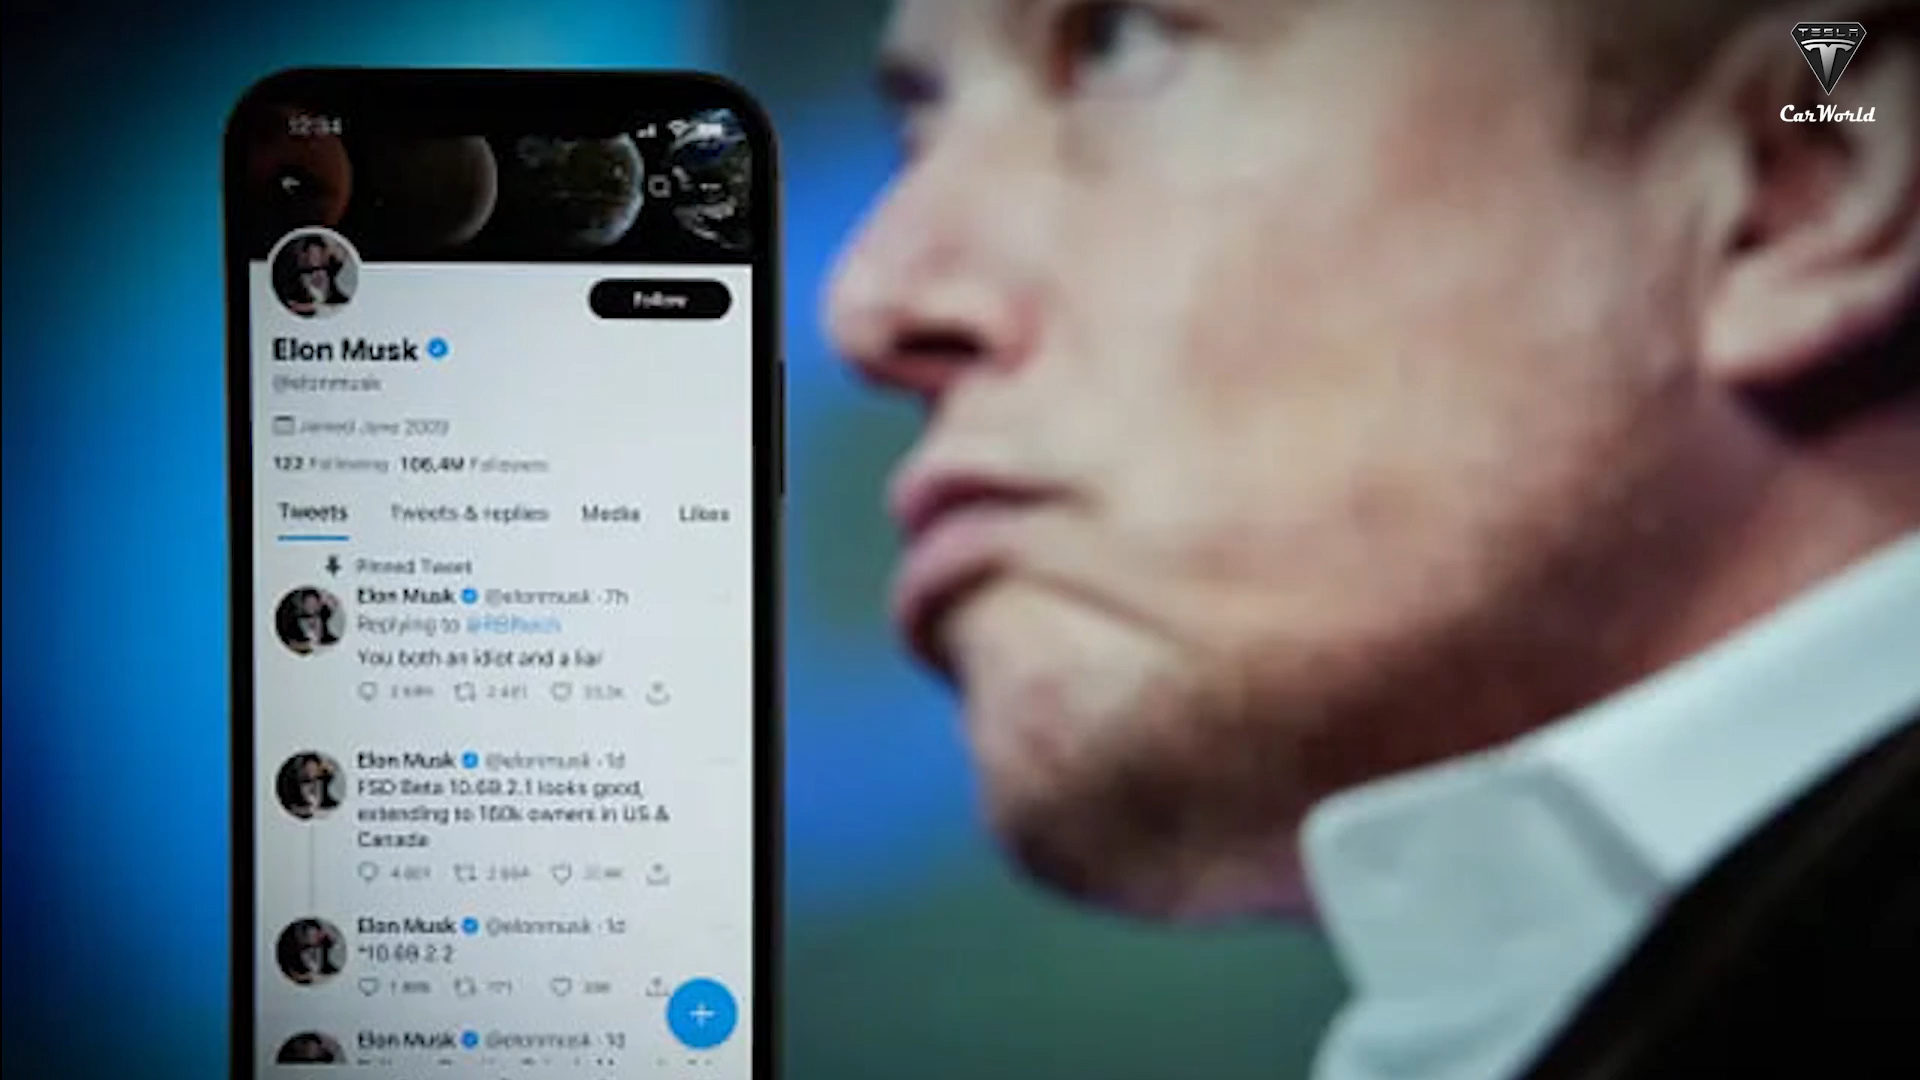 TESLA
CarWorld
12:34
Follow
Elon Musk
@elonmusk
Joined June 2009
122 Following 106.4M Followers
Tweets Tweets & replies Media Likes
Pinned Tweet
Elon Musk @elonmusk · 7h
Replying to
You both an idiot and a liar
Elon Musk @elonmusk · 1d
FSD Beta 10.69.2.1 looks good,
extending to 160k owners in US &
Canada
Elon Musk @elonmusk · 1d
*10.69.2.2
Elon Musk @elonmusk · 1d